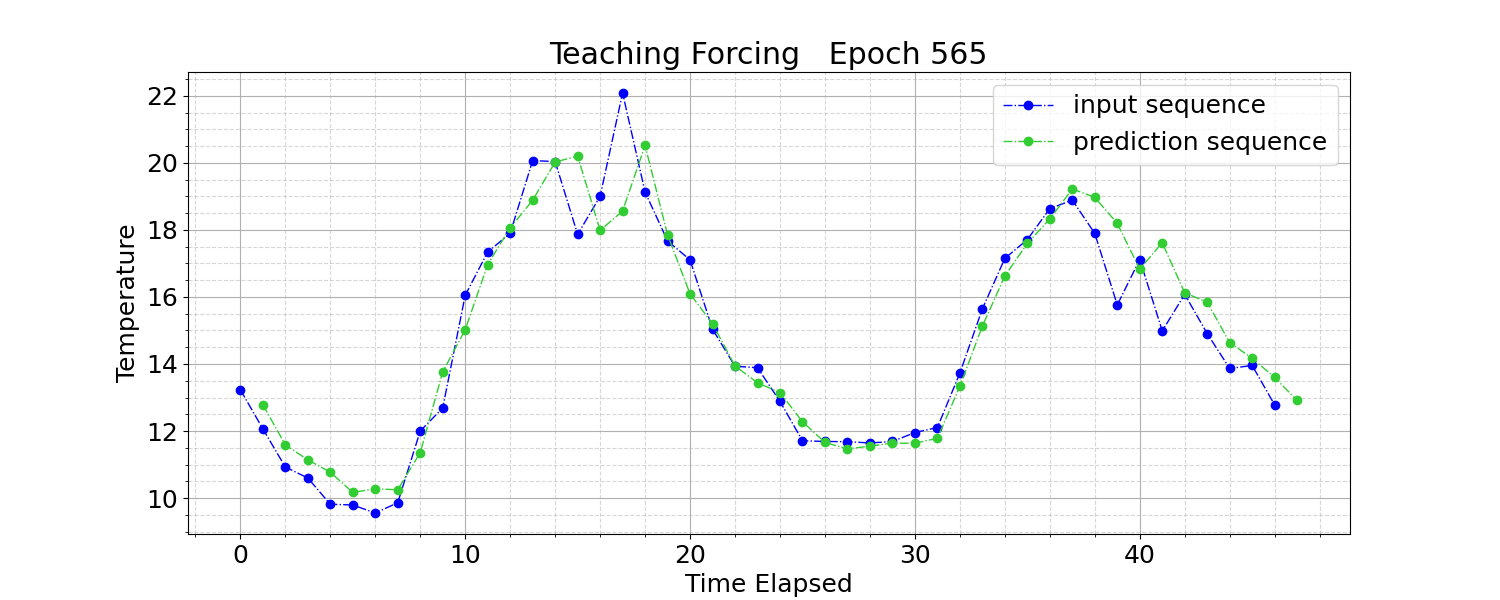 Teaching Forcing   Epoch 565
22
20
18
16
14
12
10
Temperature
input sequence
prediction sequence
0 10 20 30 40
Time Elapsed